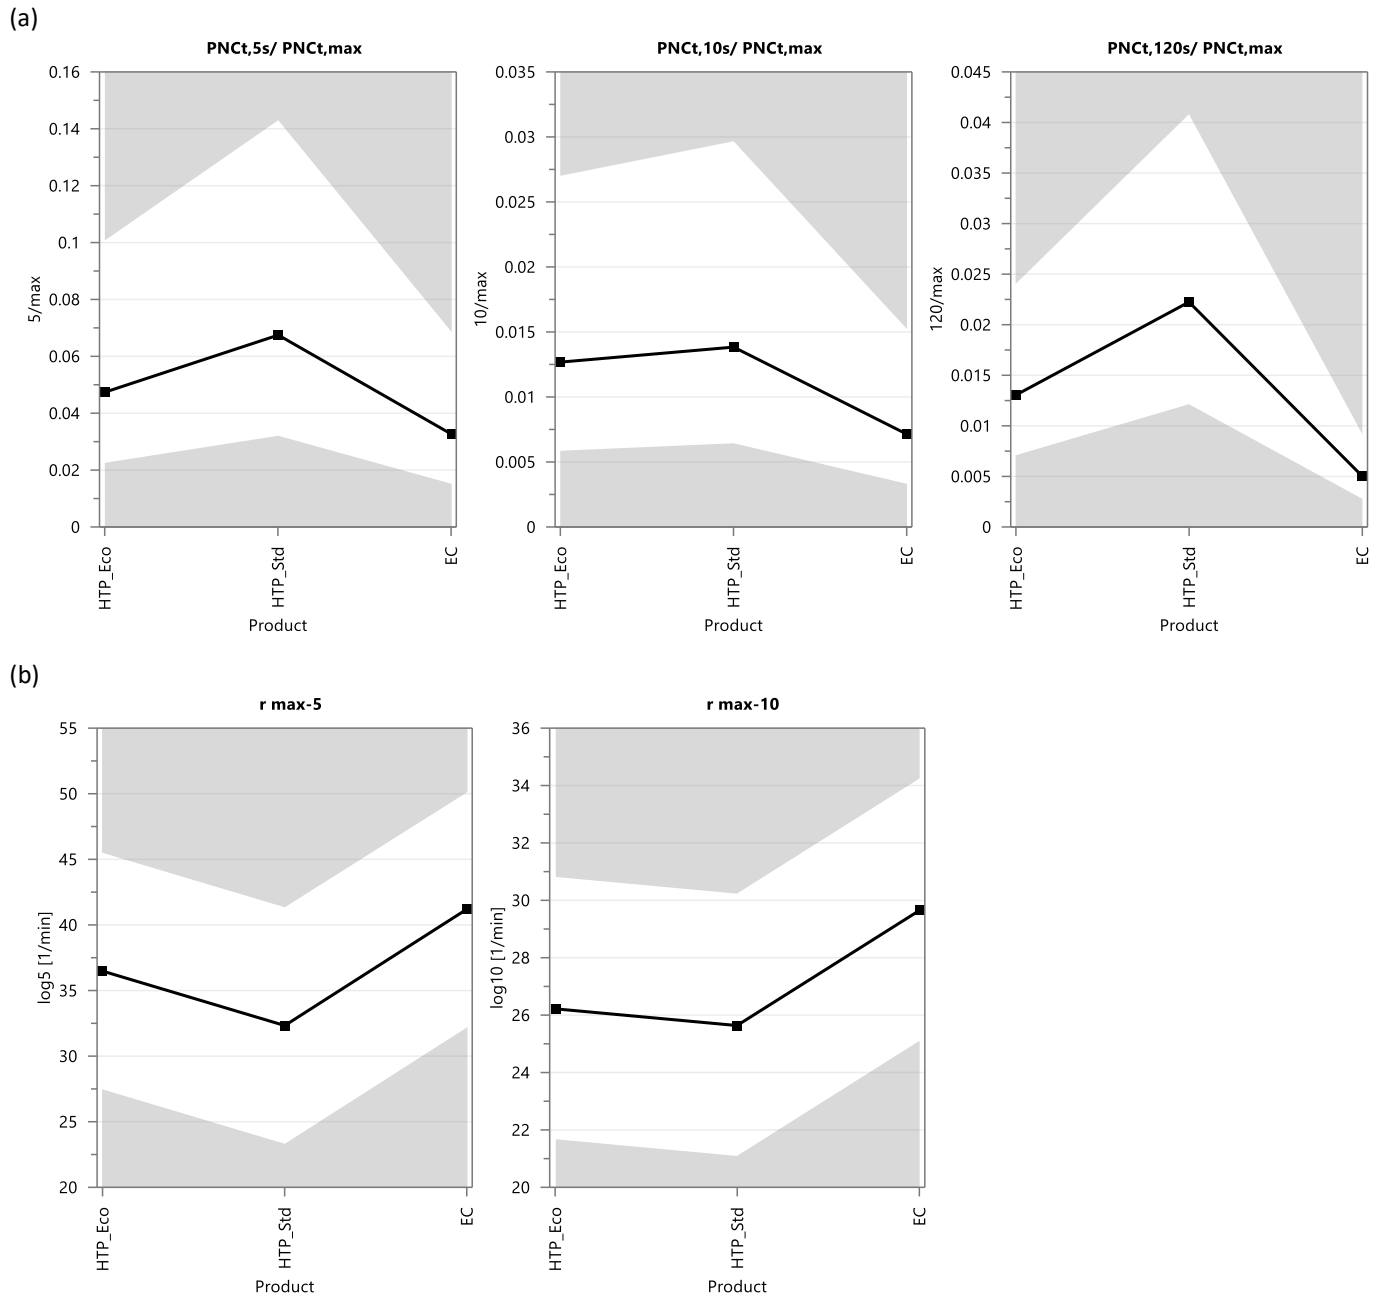 (a)
PNCt,5s/ PNCt,max
0.16
0.14
0.12
0.1
0.08
0.06
0.04
0.02
0
5/max
HTP_Eco
HTP_Std
EC
Product
PNCt,10s/ PNCt,max
0.035
0.03
0.025
0.02
0.015
0.01
0.005
0
10/max
HTP_Eco
HTP_Std
EC
Product
PNCt,120s/ PNCt,max
0.045
0.04
0.035
0.03
0.025
0.02
0.015
0.01
0.005
0
120/max
HTP_Eco
HTP_Std
EC
Product
(b)
r max-5
55
50
45
40
35
30
25
20
log5 [1/min]
HTP_Eco
HTP_Std
EC
Product
r max-10
36
34
32
30
28
26
24
22
20
log10 [1/min]
HTP_Eco
HTP_Std
EC
Product